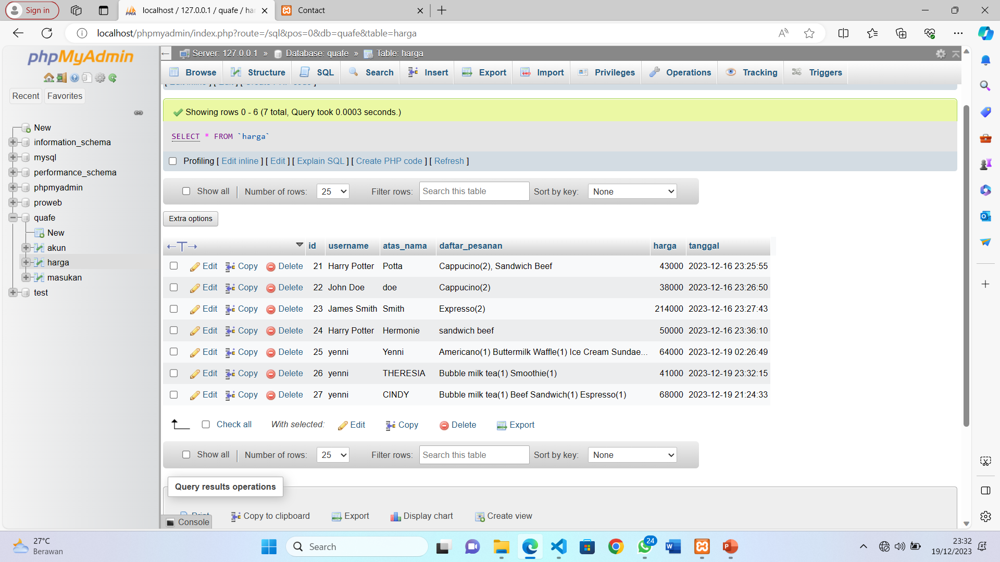 Sign in
localhost / 127.0.0.1 / quafe / har
Contact
localhost/phpmyadmin/index.php?route=/sql&pos=0&db=quafe&table=harga
phpMyAdmin
Recent Favorites
New
information_schema
mysql
performance_schema
phpmyadmin
proweb
quafe
New
akun
harga
masukan
test
Server: 127.0.0.1 » Database: quafe » Table: harga
Browse Structure SQL Search Insert Export Import Privileges Operations Tracking Triggers
Showing rows 0 - 6 (7 total, Query took 0.0003 seconds.)
SELECT * FROM `harga`
Profiling [ Edit inline ] [ Edit ] [ Explain SQL ] [ Create PHP code ] [ Refresh ]
Show all Number of rows: 25 Filter rows: Search this table Sort by key: None
Extra options
id username atas_nama daftar_pesanan harga tanggal
Edit Copy Delete 21 Harry Potter Potta Cappucino(2), Sandwich Beef 43000 2023-12-16 23:25:55
Edit Copy Delete 22 John Doe doe Cappucino(2) 38000 2023-12-16 23:26:50
Edit Copy Delete 23 James Smith Smith Expresso(2) 214000 2023-12-16 23:27:43
Edit Copy Delete 24 Harry Potter Hermonie sandwich beef 50000 2023-12-16 23:36:10
Edit Copy Delete 25 yenni Yenni Americano(1) Buttermilk Waffle(1) Ice Cream Sundae... 64000 2023-12-19 02:26:49
Edit Copy Delete 26 yenni THERESIA Bubble milk tea(1) Smoothie(1) 41000 2023-12-19 23:32:15
Edit Copy Delete 27 yenni CINDY Bubble milk tea(1) Beef Sandwich(1) Espresso(1) 68000 2023-12-19 21:24:33
Check all With selected: Edit Copy Delete Export
Show all Number of rows: 25 Filter rows: Search this table Sort by key: None
Query results operations
Print Copy to clipboard Export Display chart Create view
Console
27°C
Berawan
Search
24
23:32
19/12/2023